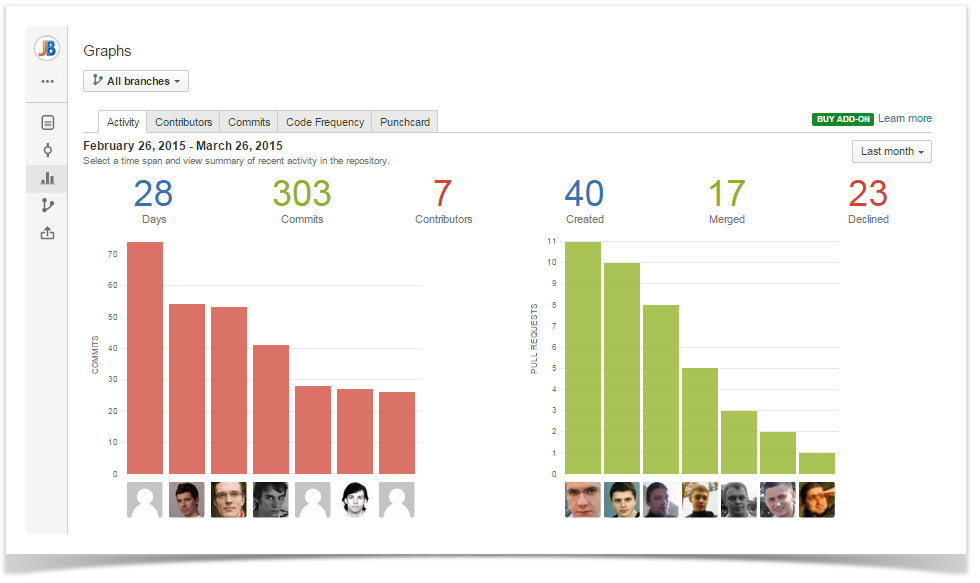 JB
Graphs
All branches
Activity Contributors Commits Code Frequency Punchcard
BUY ADD-ON Learn more
February 26, 2015 - March 26, 2015
Last month
Select a time span and view summary of recent activity in the repository.
28 303 7 40 17 23
Days Commits Contributors Created Merged Declined
COMMITS
70
60
50
40
30
20
10
0
PULL REQUESTS
11
10
9
8
7
6
5
4
3
2
1
0